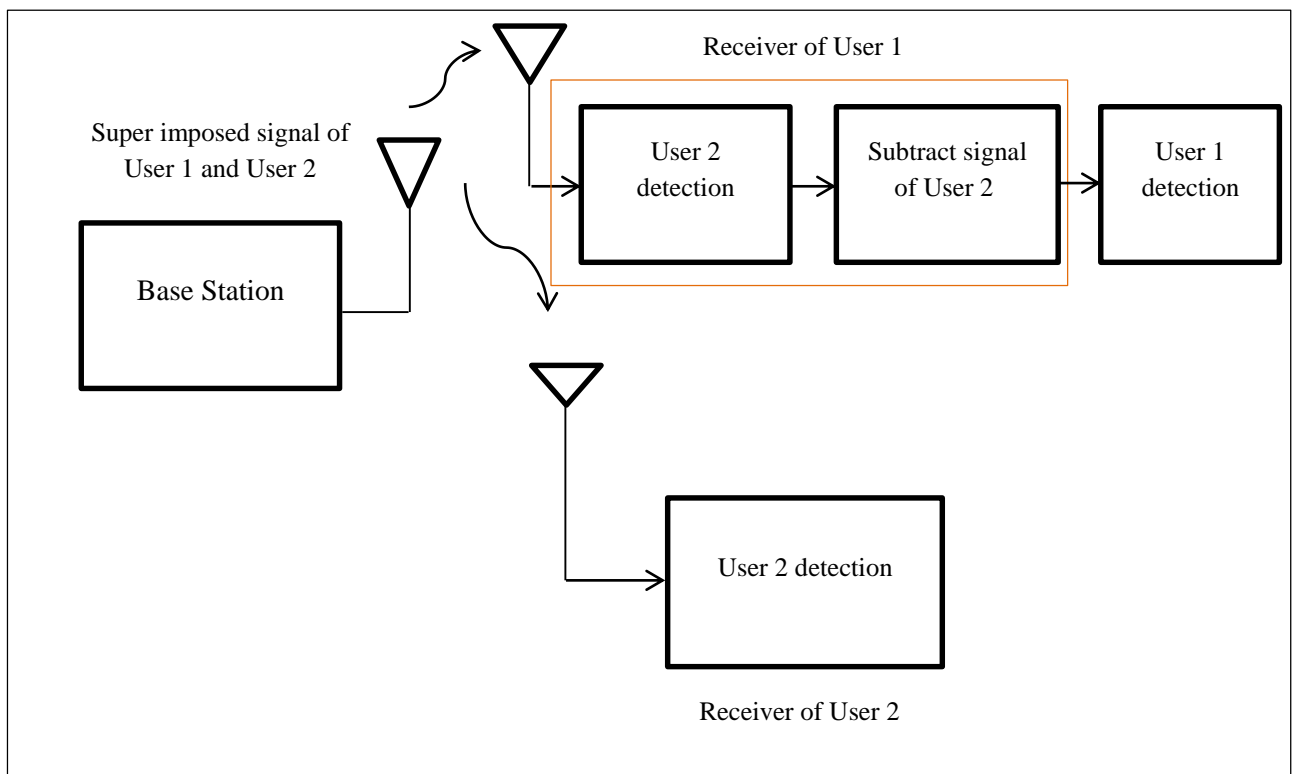 Receiver of User 1
Super imposed signal of
User 1 and User 2
User 2
detection
Subtract signal
of User 2
User 1
detection
Base Station
User 2 detection
Receiver of User 2